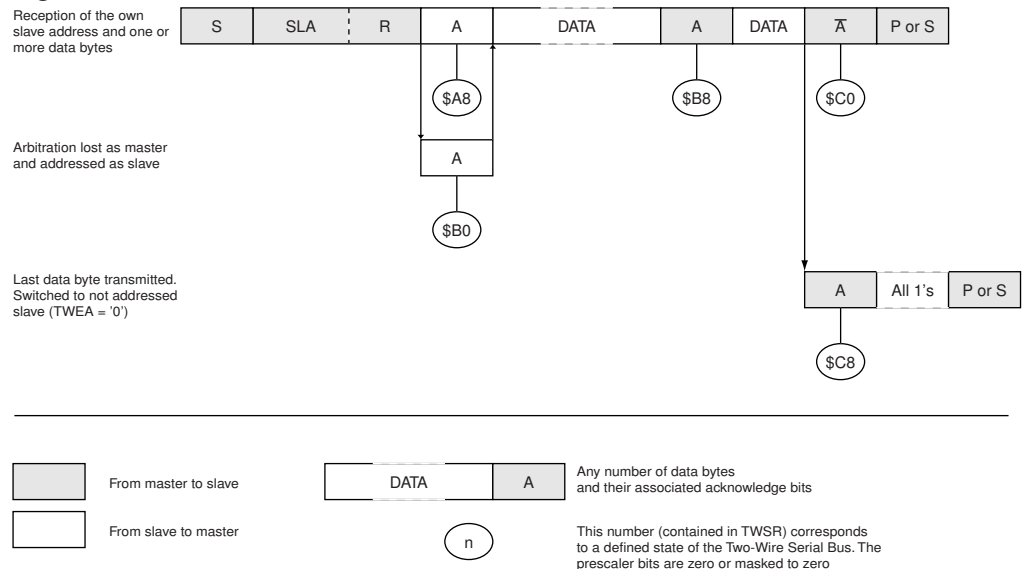 Reception of the own
slave address and one or
more data bytes
S SLA R A DATA A DATA A̅ P or S
$A8 $B8 $C0
Arbitration lost as master
and addressed as slave
A
$B0
Last data byte transmitted.
Switched to not addressed
slave (TWEA = '0')
A All 1's P or S
$C8
From master to slave
DATA A
Any number of data bytes
and their associated acknowledge bits
From slave to master
n
This number (contained in TWSR) corresponds
to a defined state of the Two-Wire Serial Bus. The
prescaler bits are zero or masked to zero